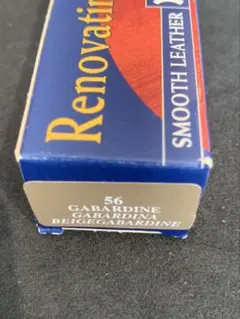 Renovatin
SMOOTH LEATHER
56
GABARDINE
GABARDINA
BEIGEGABARDINE